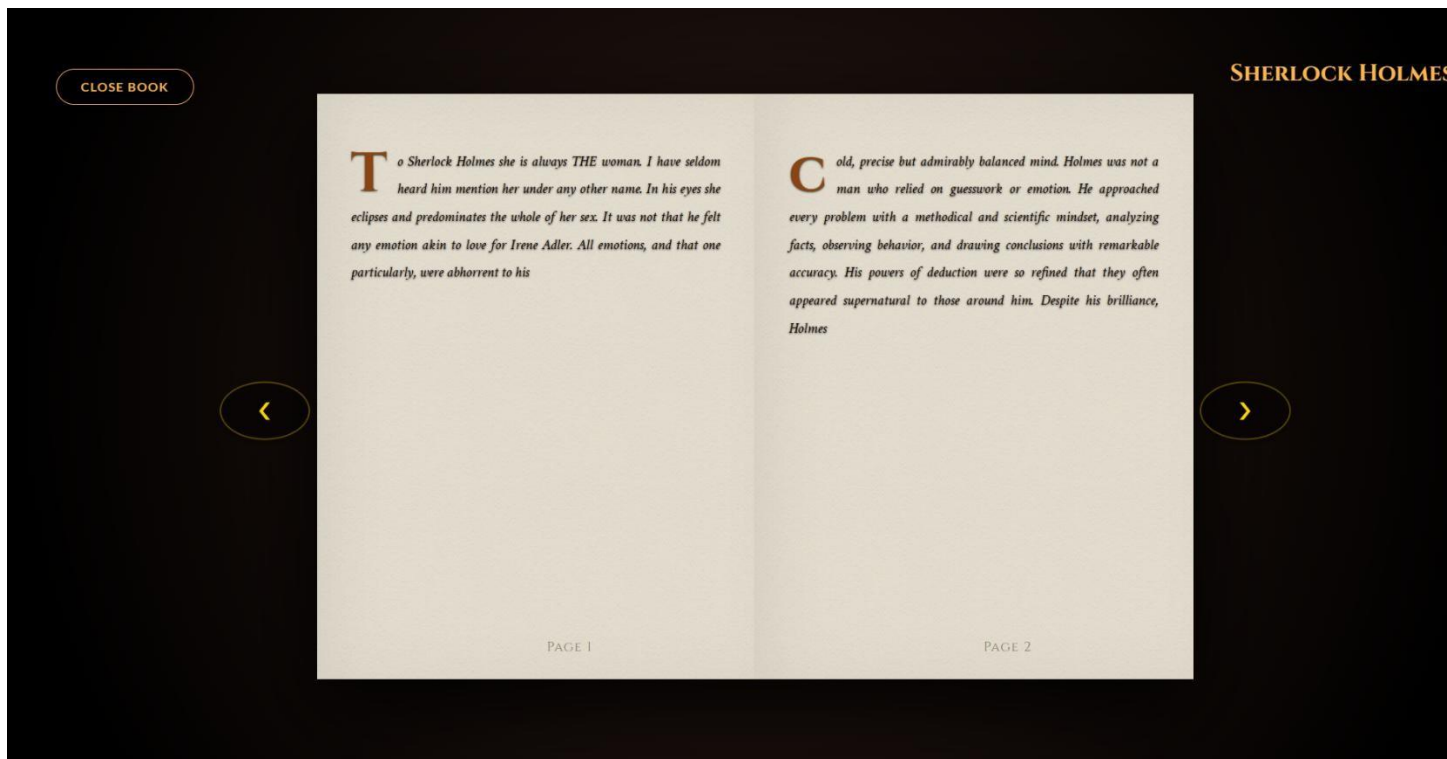 CLOSE BOOK
SHERLOCK HOLMES
To Sherlock Holmes she is always THE woman. I have seldom
heard him mention her under any other name. In his eyes she
eclipses and predominates the whole of her sex. It was not that he felt
any emotion akin to love for Irene Adler. All emotions, and that one
particularly, were abhorrent to his
PAGE 1
Cold, precise but admirably balanced mind. Holmes was not a
man who relied on guesswork or emotion. He approached
every problem with a methodical and scientific mindset, analyzing
facts, observing behavior, and drawing conclusions with remarkable
accuracy. His powers of deduction were so refined that they often
appeared supernatural to those around him. Despite his brilliance,
Holmes
PAGE 2